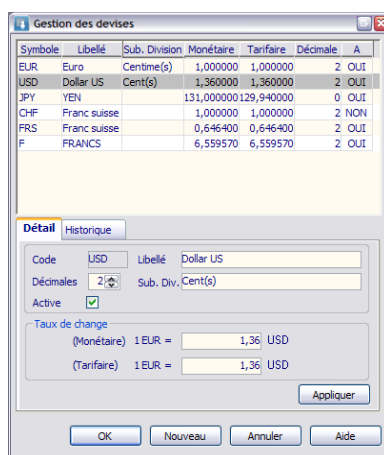 Gestion des devises
Symbole Libellé Sub. Division Monétaire Tarifaire Décimale A
EUR Euro Centime(s) 1,000000 1,000000 2 OUI
USD Dollar US Cent(s) 1,360000 1,360000 2 OUI
JPY YEN 131,000000 129,940000 0 OUI
CHF Franc suisse 1,000000 1,000000 2 NON
FRS Franc suisse 0,646400 0,646400 2 OUI
F FRANCS 6,559570 6,559570 2 OUI
Détail Historique
Code USD Libellé Dollar US
Décimales 2 Sub. Div. Cent(s)
Active
Taux de change
(Monétaire) 1 EUR = 1,36 USD
(Tarifaire) 1 EUR = 1,36 USD
Appliquer
OK Nouveau Annuler Aide